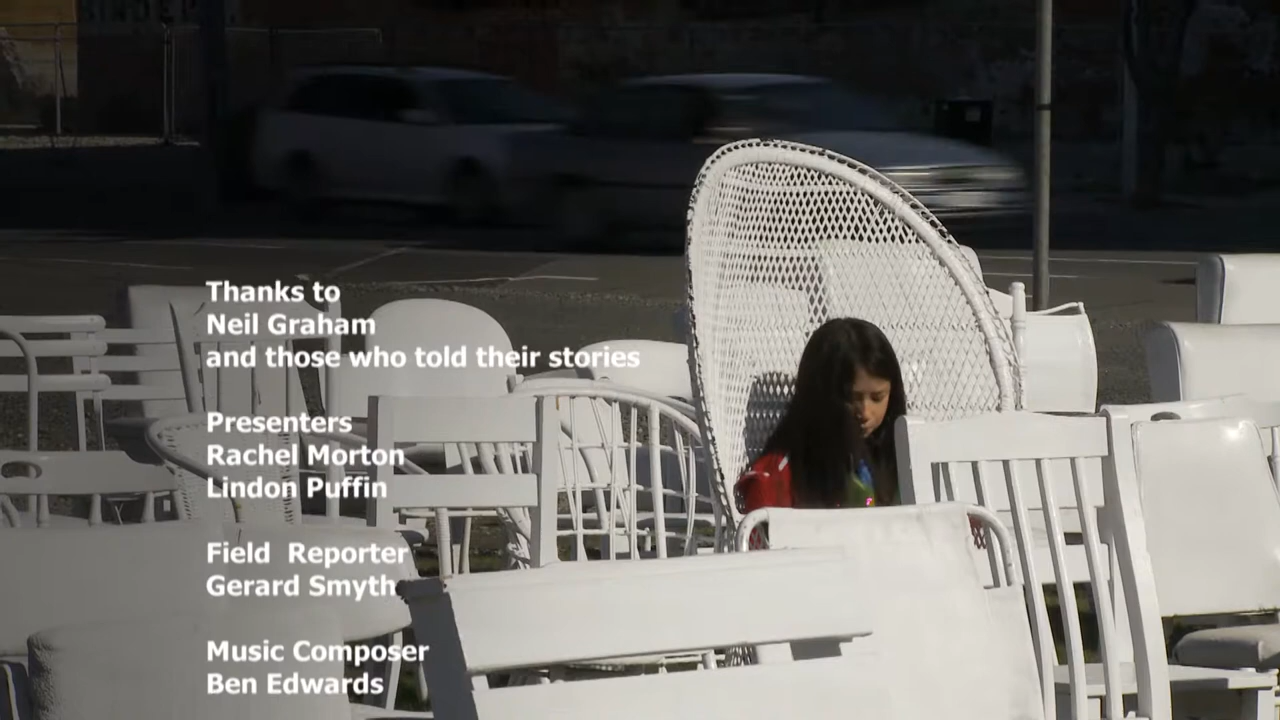 Thanks to
Neil Graham
and those who told their stories
Presenters
Rachel Morton
Lindon Puffin
Field  Reporter
Gerard Smyth
Music Composer
Ben Edwards